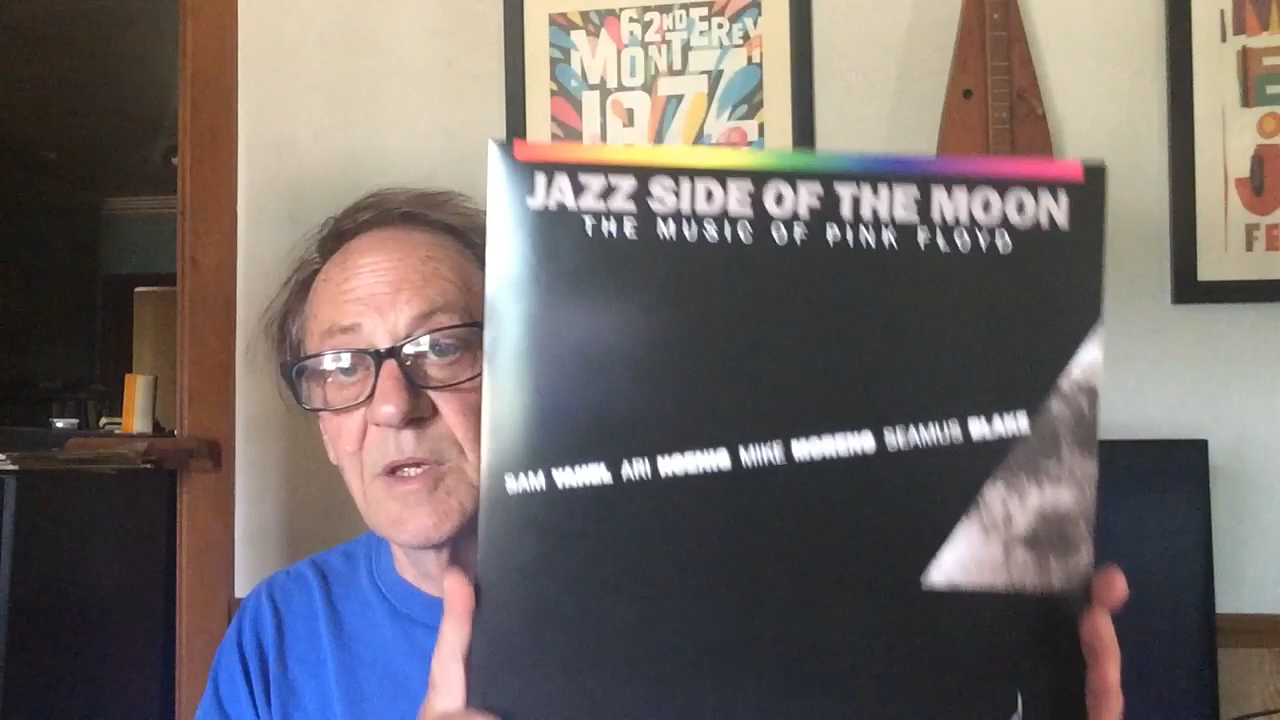 62ND
MONTEREY
JAZZ SIDE OF THE MOON
THE MUSIC OF PINK FLOYD
SAM YAHEL ARI HOENIG MIKE MORENO SEAMUS BLAKE
FE